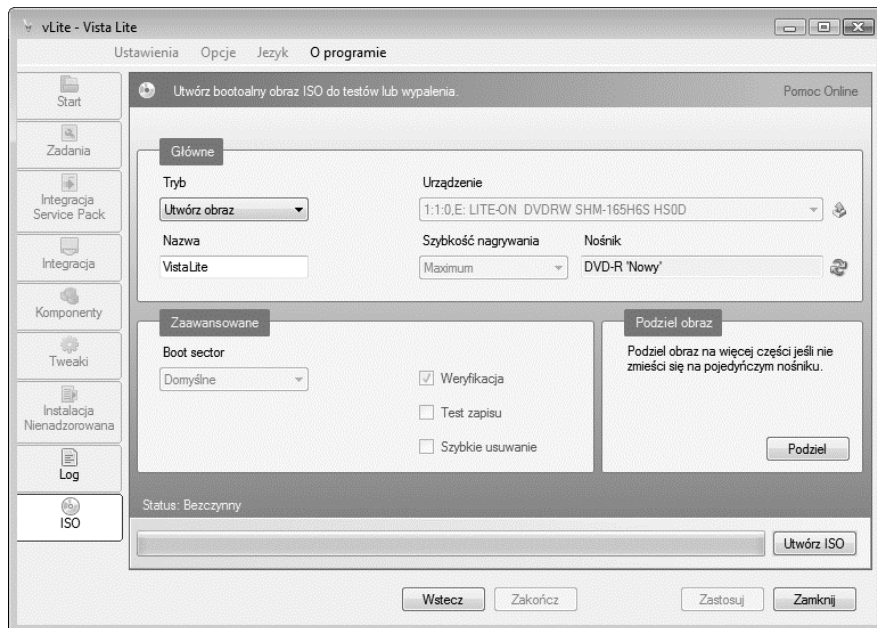 vLite - Vista Lite
Ustawienia Opcje Jezyk O programie
Start
Zadania
Integracja
Service Pack
Integracja
Komponenty
Tweaki
Instalacja
Nienadzorowana
Log
ISO
Utwórz bootoalny obraz ISO do testów lub wypalenia. Pomoc Online
Główne
Tryb Urządzenie
Utwórz obraz 1:1:0,E: LITE-ON DVDRW SHM-165H6S HS0D
Nazwa Szybkość nagrywania Nośnik
VistaLite Maximum DVD-R 'Nowy'
Zaawansowane
Boot sector
Domyślne
Weryfikacja
Test zapisu
Szybkie usuwanie
Podziel obraz
Podziel obraz na więcej części jeśli nie
zmieści się na pojedyńczym nośniku.
Podziel
Status: Bezczynny
Utwórz ISO
Wstecz Zakończ Zastosuj Zamknij